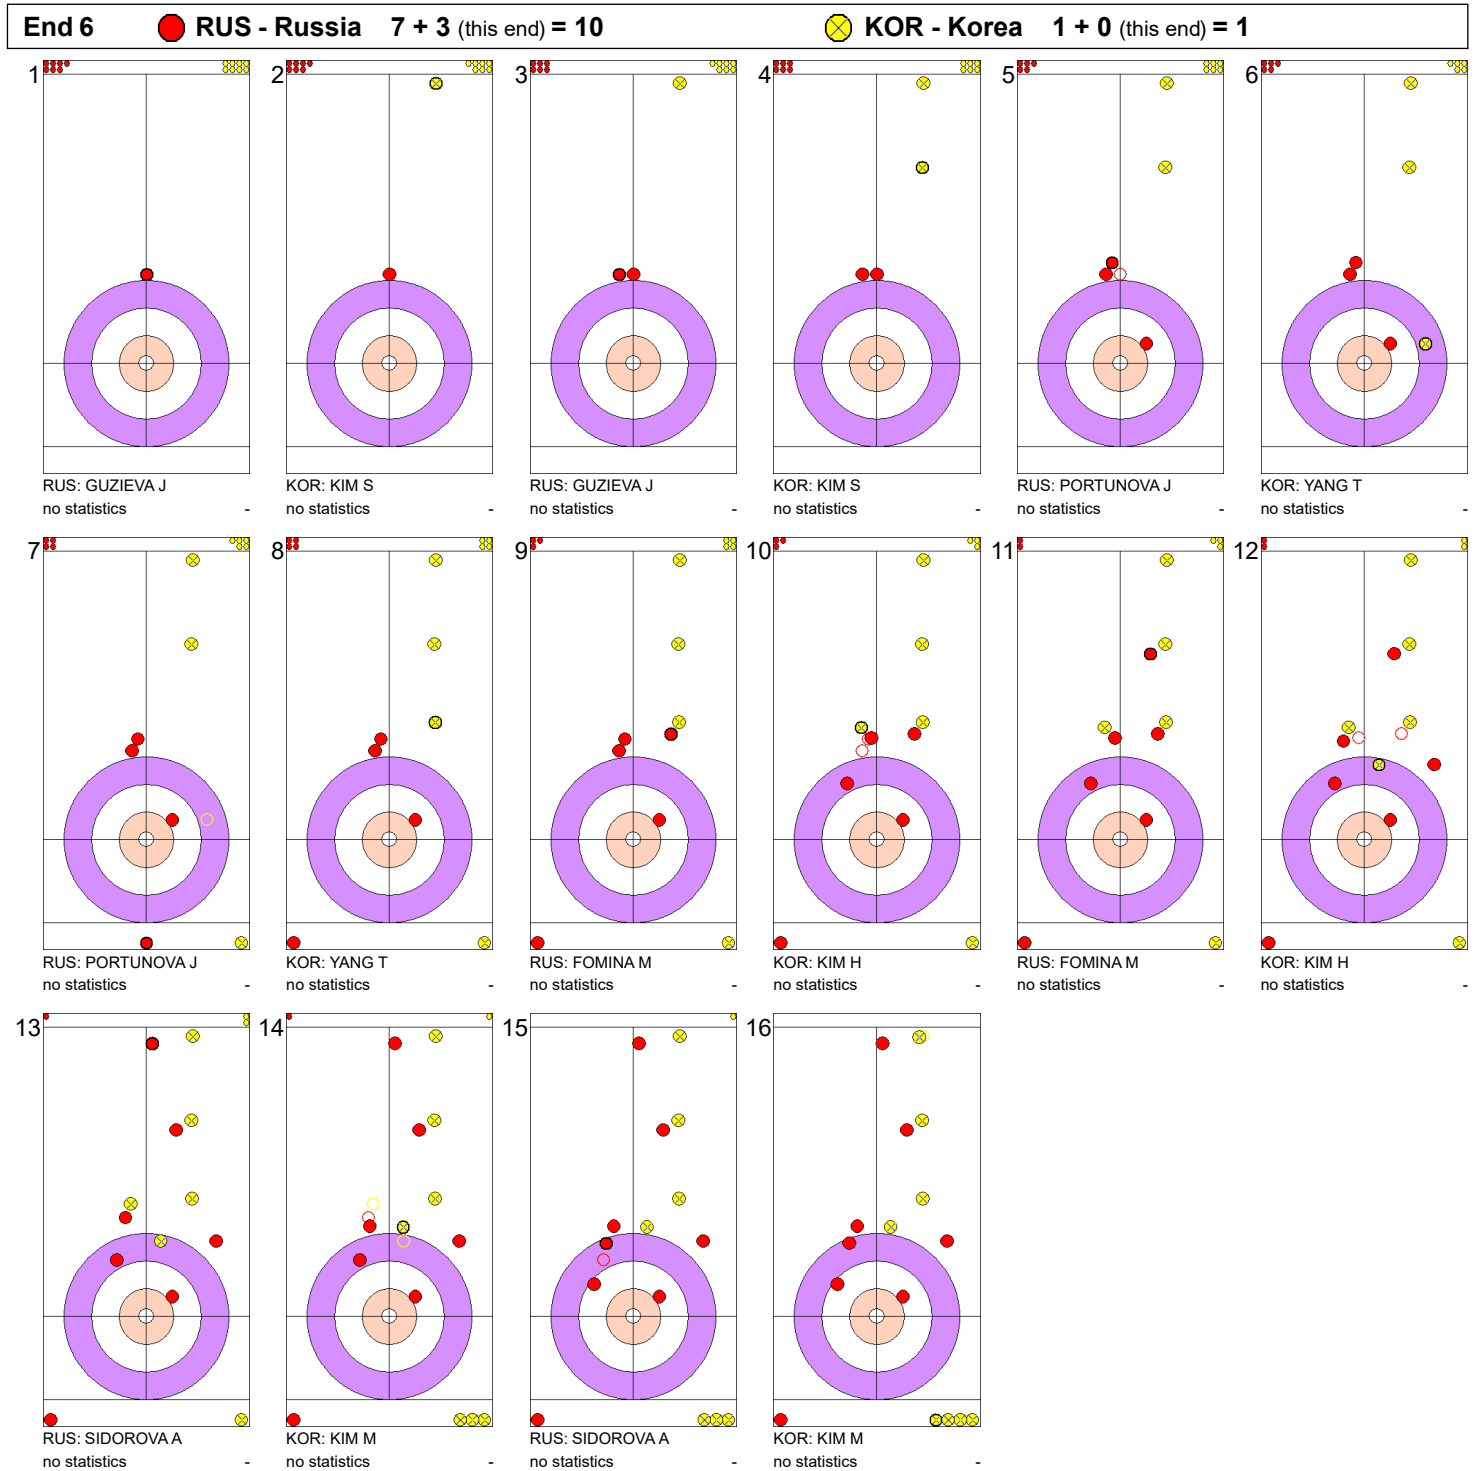 End 6 RUS - Russia 7 + 3 (this end) = 10 KOR - Korea 1 + 0 (this end) = 1
1 2 3 4 5 6
RUS: GUZIEVA J KOR: KIM S RUS: GUZIEVA J KOR: KIM S RUS: PORTUNOVA J KOR: YANG T
no statistics - no statistics - no statistics - no statistics - no statistics - no statistics -
7 8 9 10 11 12
RUS: PORTUNOVA J KOR: YANG T RUS: FOMINA M KOR: KIM H RUS: FOMINA M KOR: KIM H
no statistics - no statistics - no statistics - no statistics - no statistics - no statistics -
13 14 15 16
RUS: SIDOROVA A KOR: KIM M RUS: SIDOROVA A KOR: KIM M
no statistics - no statistics - no statistics - no statistics -